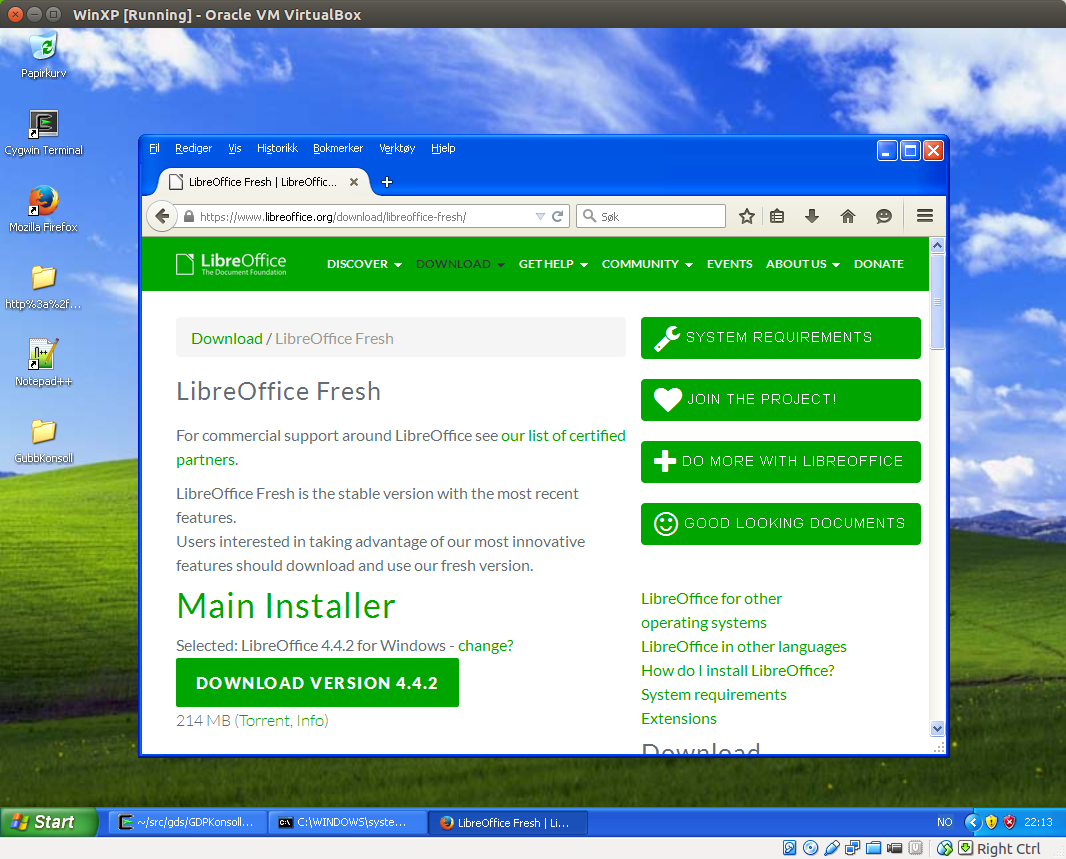 WinXP [Running] - Oracle VM VirtualBox
Papirkurv
Cygwin Terminal
Mozilla Firefox
http%3a%2f...
Notepad++
GubbKonsoll
Fil Rediger Vis Historikk Bokmerker Verktøy Hjelp
LibreOffice Fresh | LibreOffic...
https://www.libreoffice.org/download/libreoffice-fresh/
Søk
LibreOffice
The Document Foundation
DISCOVER DOWNLOAD GET HELP COMMUNITY EVENTS ABOUT US DONATE
Download / LibreOffice Fresh
LibreOffice Fresh
For commercial support around LibreOffice see our list of certified
partners.
LibreOffice Fresh is the stable version with the most recent
features.
Users interested in taking advantage of our most innovative
features should download and use our fresh version.
Main Installer
Selected: LibreOffice 4.4.2 for Windows - change?
DOWNLOAD VERSION 4.4.2
214 MB (Torrent, Info)
SYSTEM REQUIREMENTS
JOIN THE PROJECT!
DO MORE WITH LIBREOFFICE
GOOD LOOKING DOCUMENTS
LibreOffice for other
operating systems
LibreOffice in other languages
How do I install LibreOffice?
System requirements
Extensions
Download
Start
~/src/gds/GDPKonsoll...
C:\WINDOWS\syste...
LibreOffice Fresh | Li...
NO
22:13
Right Ctrl